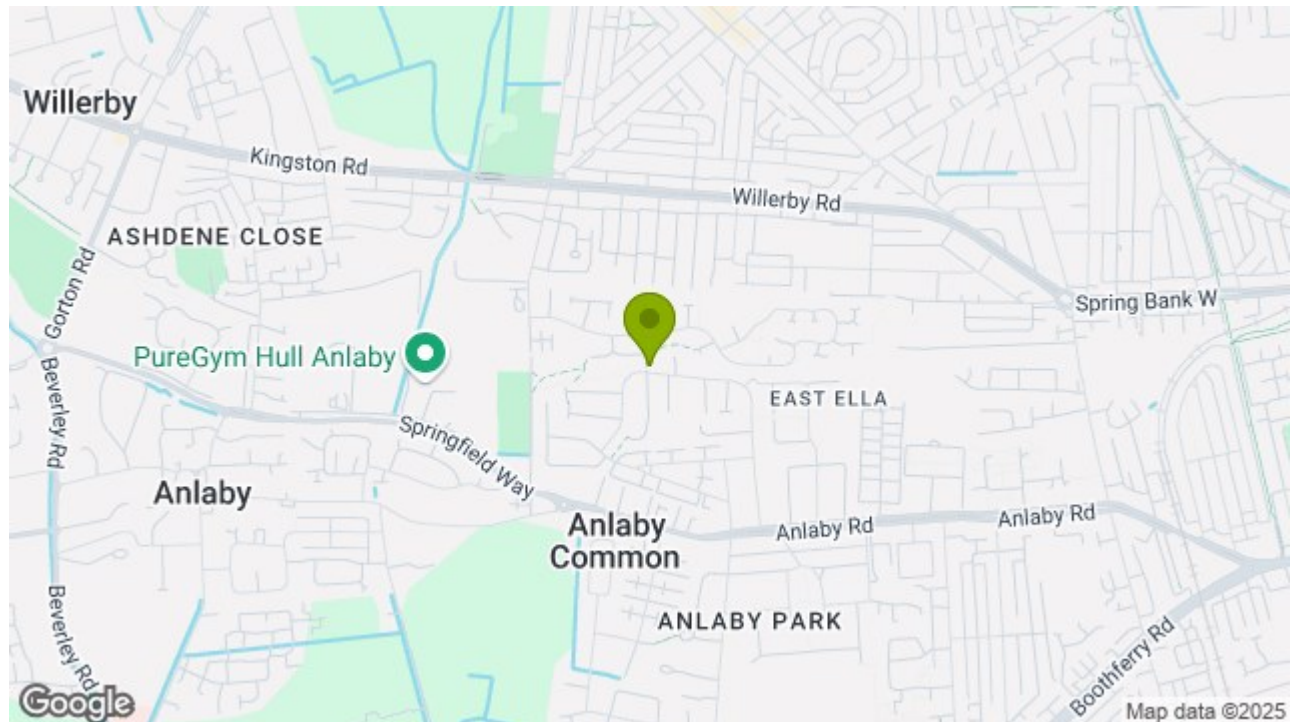 Willerby
Kingston Rd
Willerby Rd
ASHDENE CLOSE
Gorton Rd
Spring Bank W
PureGym Hull Anlaby
Beverley Rd
EAST ELLA
Springfield Way
Anlaby
Anlaby
Common
Anlaby Rd
Anlaby Rd
Beverley Rd
ANLABY PARK
Boothferry Rd
Google
Map data ©2025